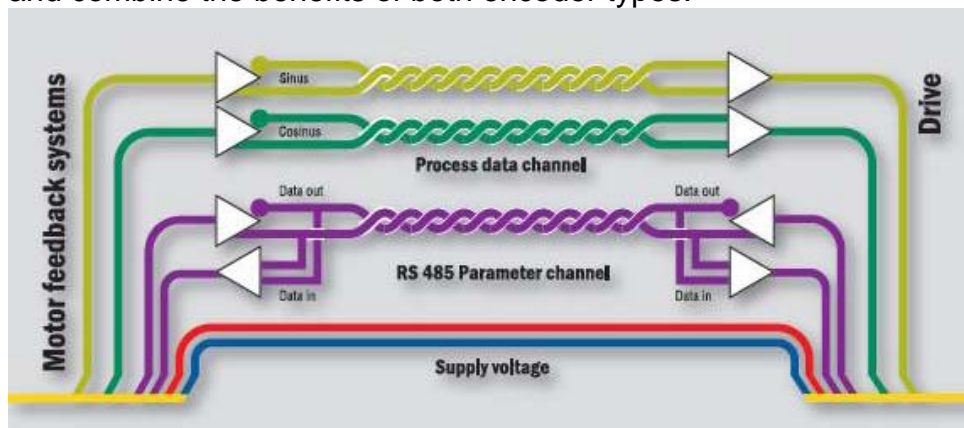 and combine the benefits of both encoder types.
Motor feedback systems
Sinus
Cosinus
Process data channel
Data out
Data out
RS 485 Parameter channel
Data in
Data in
Supply voltage
Drive